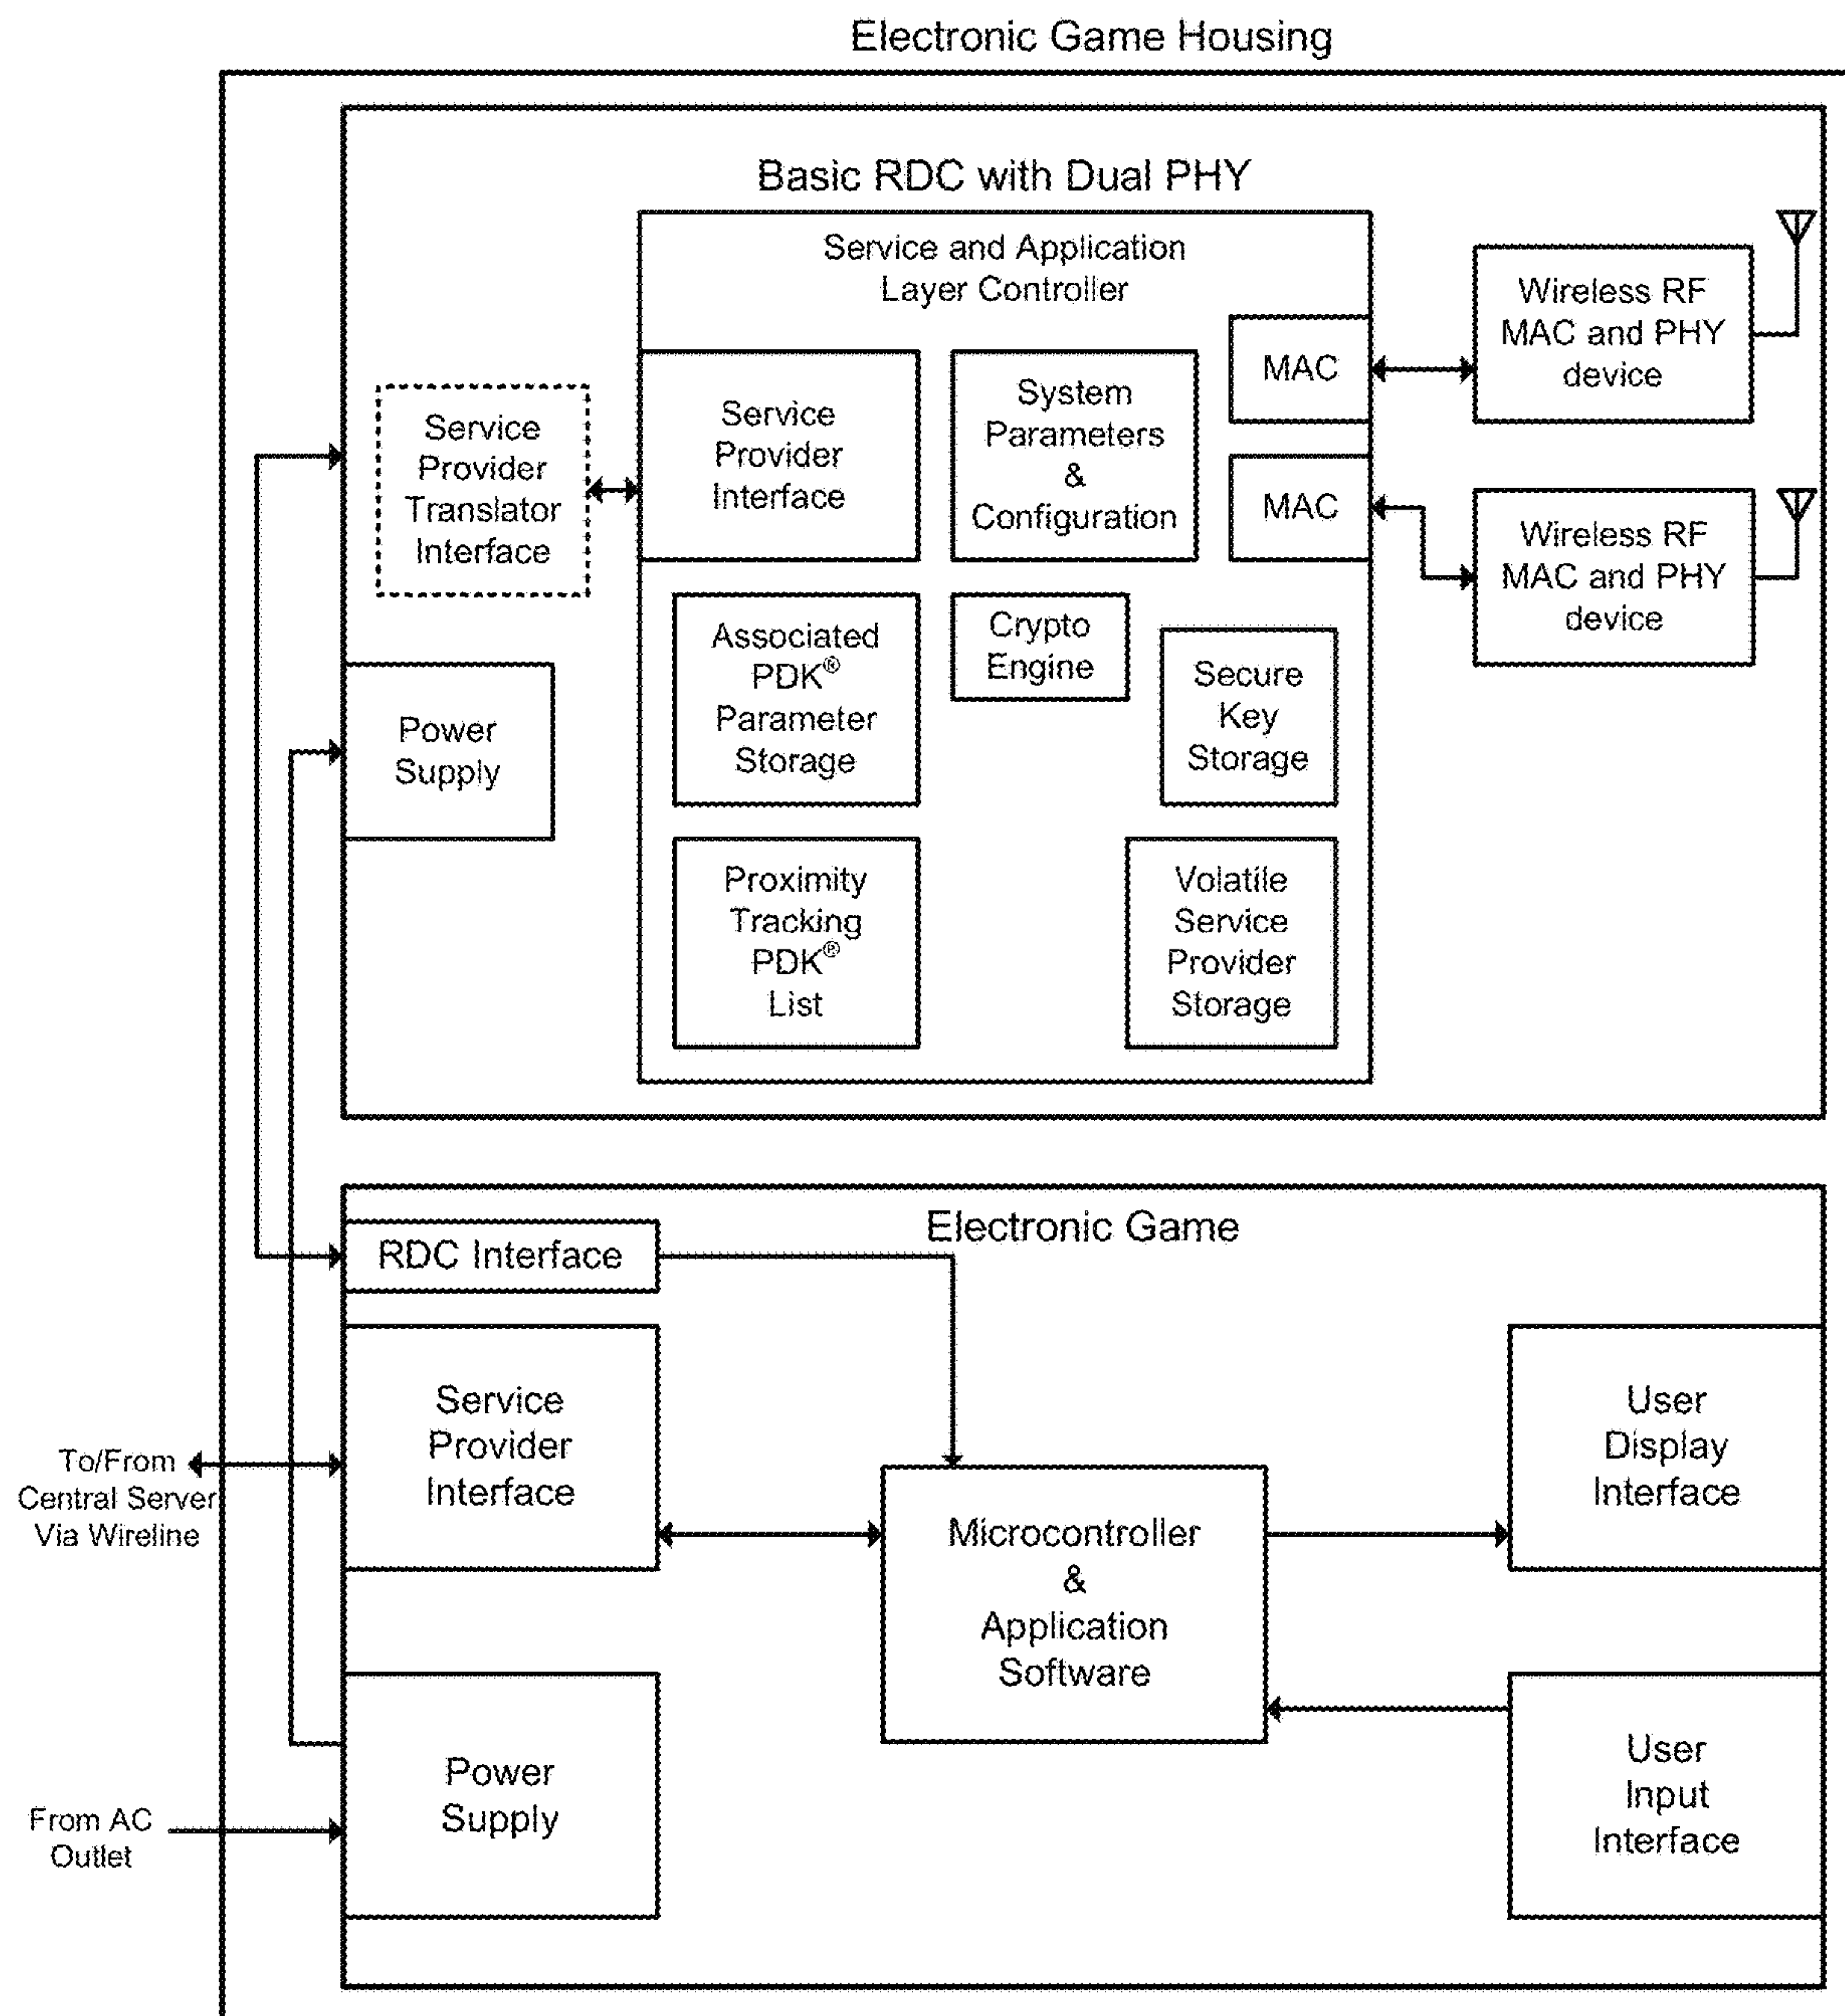 Electronic Game Housing
Basic RDC with Dual PHY
Service and Application
Layer Controller
Wireless RF
MAC and PHY
device
MAC
System
Parameters
&
Configuration
Service
Provider
Interface
Service
Provider
Translator
Interface
MAC
Wireless RF
MAC and PHY
device
Associated
PDK®
Parameter
Storage
Crypto
Engine
Secure
Key
Storage
Power
Supply
Proximity
Tracking
PDK®
List
Volatile
Service
Provider
Storage
Electronic Game
RDC Interface
Service
Provider
Interface
User
Display
Interface
To/From
Central Server
Via Wireline
Microcontroller
&
Application
Software
Power
Supply
User
Input
Interface
From AC
Outlet